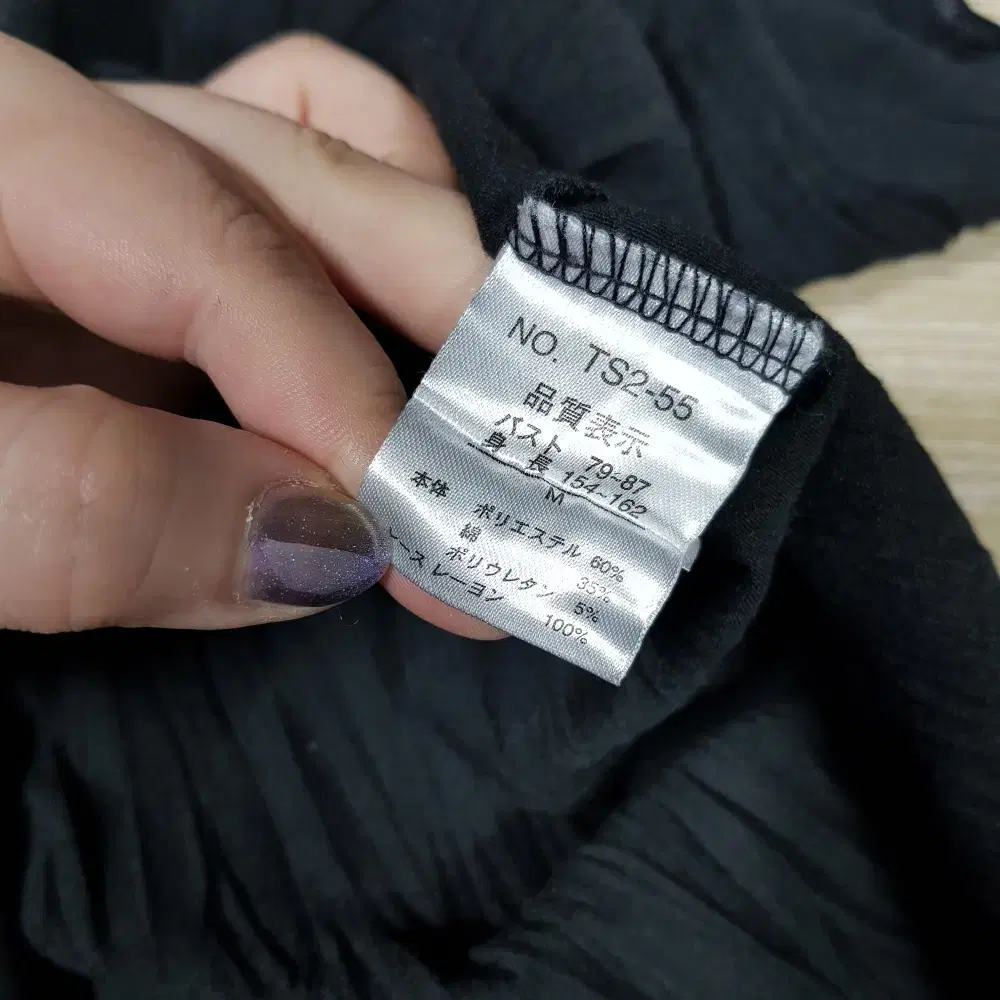 NO. TS2-55
品質表示
バスト 79~87
身 長 154~162
M
本体 ポリエステル 60%
綿 35%
ポリウレタン 5%
レース レーヨン 100%